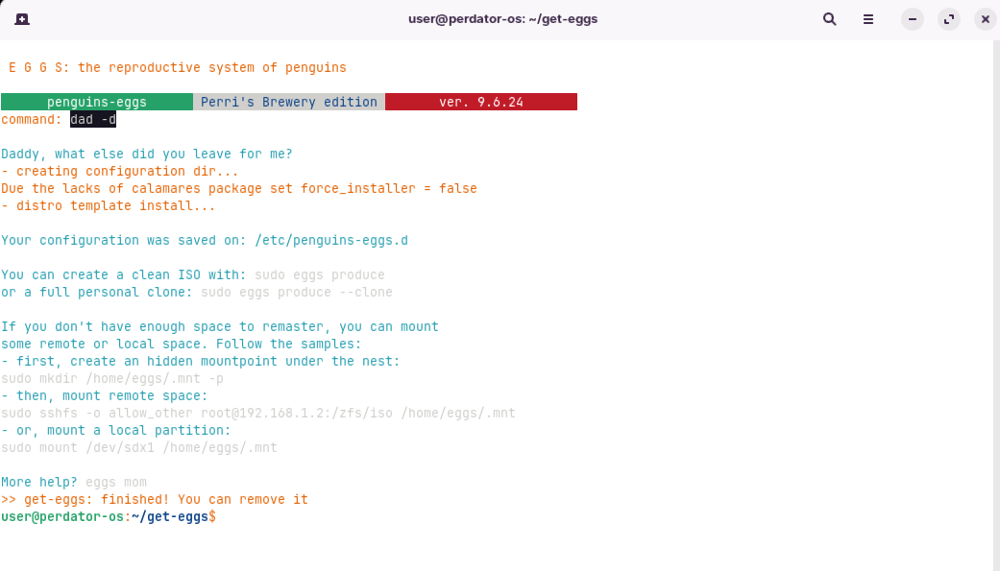 user@perdator-os: ~/get-eggs
E G G S: the reproductive system of penguins
penguins-eggs Perri's Brewery edition ver. 9.6.24
command: dad -d
Daddy, what else did you leave for me?
- creating configuration dir...
Due the lacks of calamares package set force_installer = false
- distro template install...
Your configuration was saved on: /etc/penguins-eggs.d
You can create a clean ISO with: sudo eggs produce
or a full personal clone: sudo eggs produce --clone
If you don't have enough space to remaster, you can mount
some remote or local space. Follow the samples:
- first, create an hidden mountpoint under the nest:
sudo mkdir /home/eggs/.mnt -p
- then, mount remote space:
sudo sshfs -o allow_other root@192.168.1.2:/zfs/iso /home/eggs/.mnt
- or, mount a local partition:
sudo mount /dev/sdx1 /home/eggs/.mnt
More help? eggs mom
>> get-eggs: finished! You can remove it
user@perdator-os:~/get-eggs$